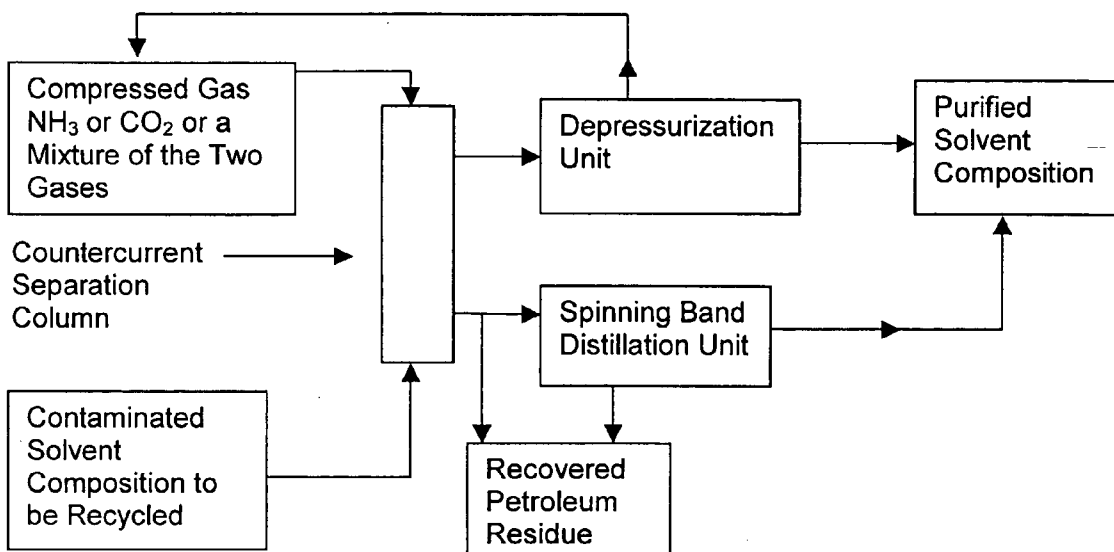 Compressed Gas
NH₃ or CO₂ or a
Mixture of the Two
Gases
Depressurization
Unit
Purified
Solvent
Composition
Countercurrent
Separation
Column
Spinning Band
Distillation Unit
Contaminated
Solvent
Composition to
be Recycled
Recovered
Petroleum
Residue